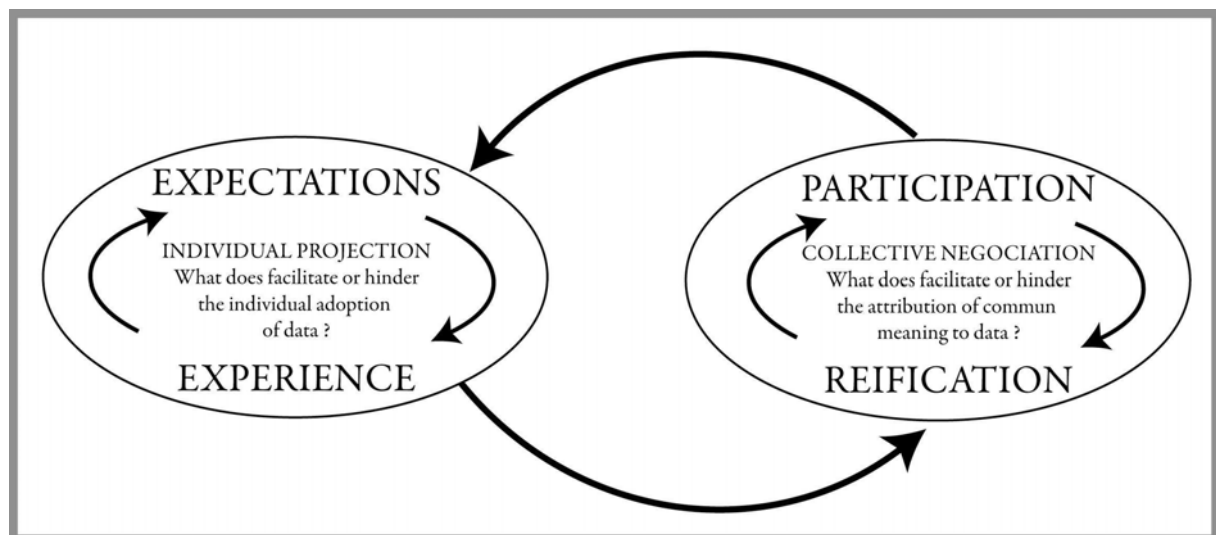 EXPECTATIONS
INDIVIDUAL PROJECTION
What does facilitate or hinder
the individual adoption
of data ?
EXPERIENCE
PARTICIPATION
COLLECTIVE NEGOCIATION
What does facilitate or hinder
the attribution of commun
meaning to data ?
REIFICATION